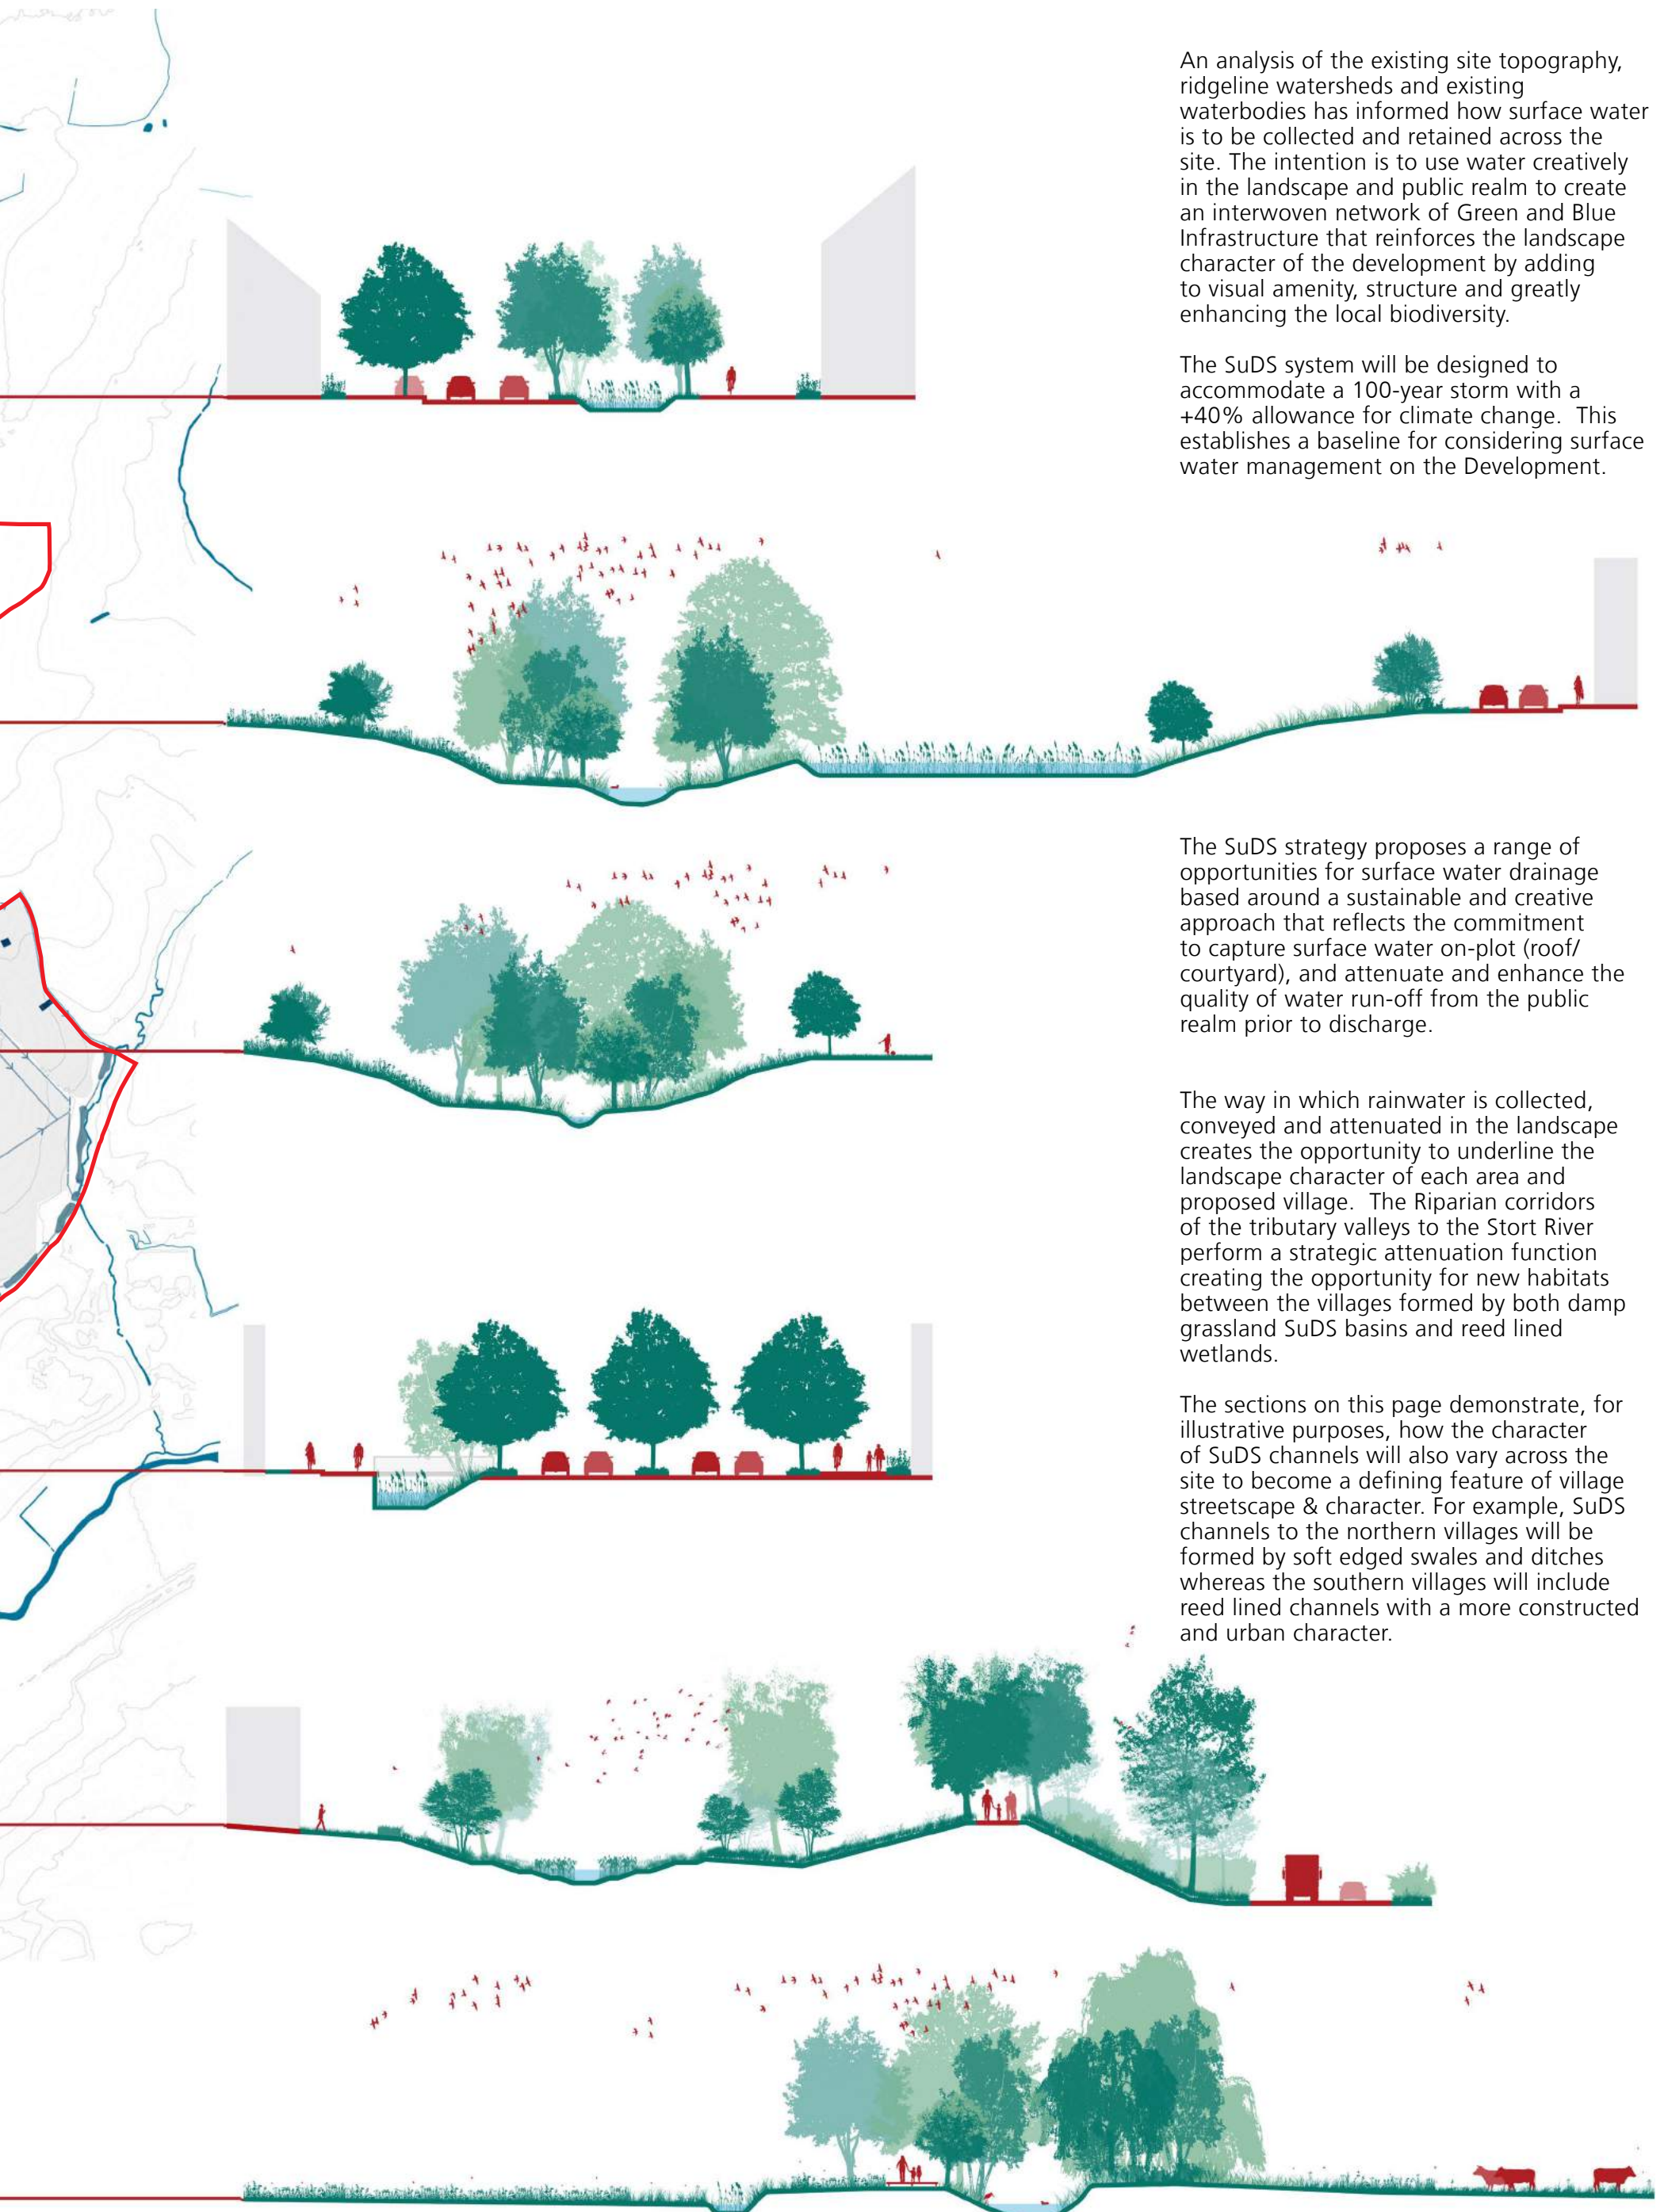 An analysis of the existing site topography,
ridgeline watersheds and existing
waterbodies has informed how surface water
is to be collected and retained across the
site. The intention is to use water creatively
in the landscape and public realm to create
an interwoven network of Green and Blue
Infrastructure that reinforces the landscape
character of the development by adding
to visual amenity, structure and greatly
enhancing the local biodiversity.
The SuDS system will be designed to
accommodate a 100-year storm with a
+40% allowance for climate change.  This
establishes a baseline for considering surface
water management on the Development.
The SuDS strategy proposes a range of
opportunities for surface water drainage
based around a sustainable and creative
approach that reflects the commitment
to capture surface water on-plot (roof/
courtyard), and attenuate and enhance the
quality of water run-off from the public
realm prior to discharge.
The way in which rainwater is collected,
conveyed and attenuated in the landscape
creates the opportunity to underline the
landscape character of each area and
proposed village.  The Riparian corridors
of the tributary valleys to the Stort River
perform a strategic attenuation function
creating the opportunity for new habitats
between the villages formed by both damp
grassland SuDS basins and reed lined
wetlands.
The sections on this page demonstrate, for
illustrative purposes, how the character
of SuDS channels will also vary across the
site to become a defining feature of village
streetscape & character. For example, SuDS
channels to the northern villages will be
formed by soft edged swales and ditches
whereas the southern villages will include
reed lined channels with a more constructed
and urban character.